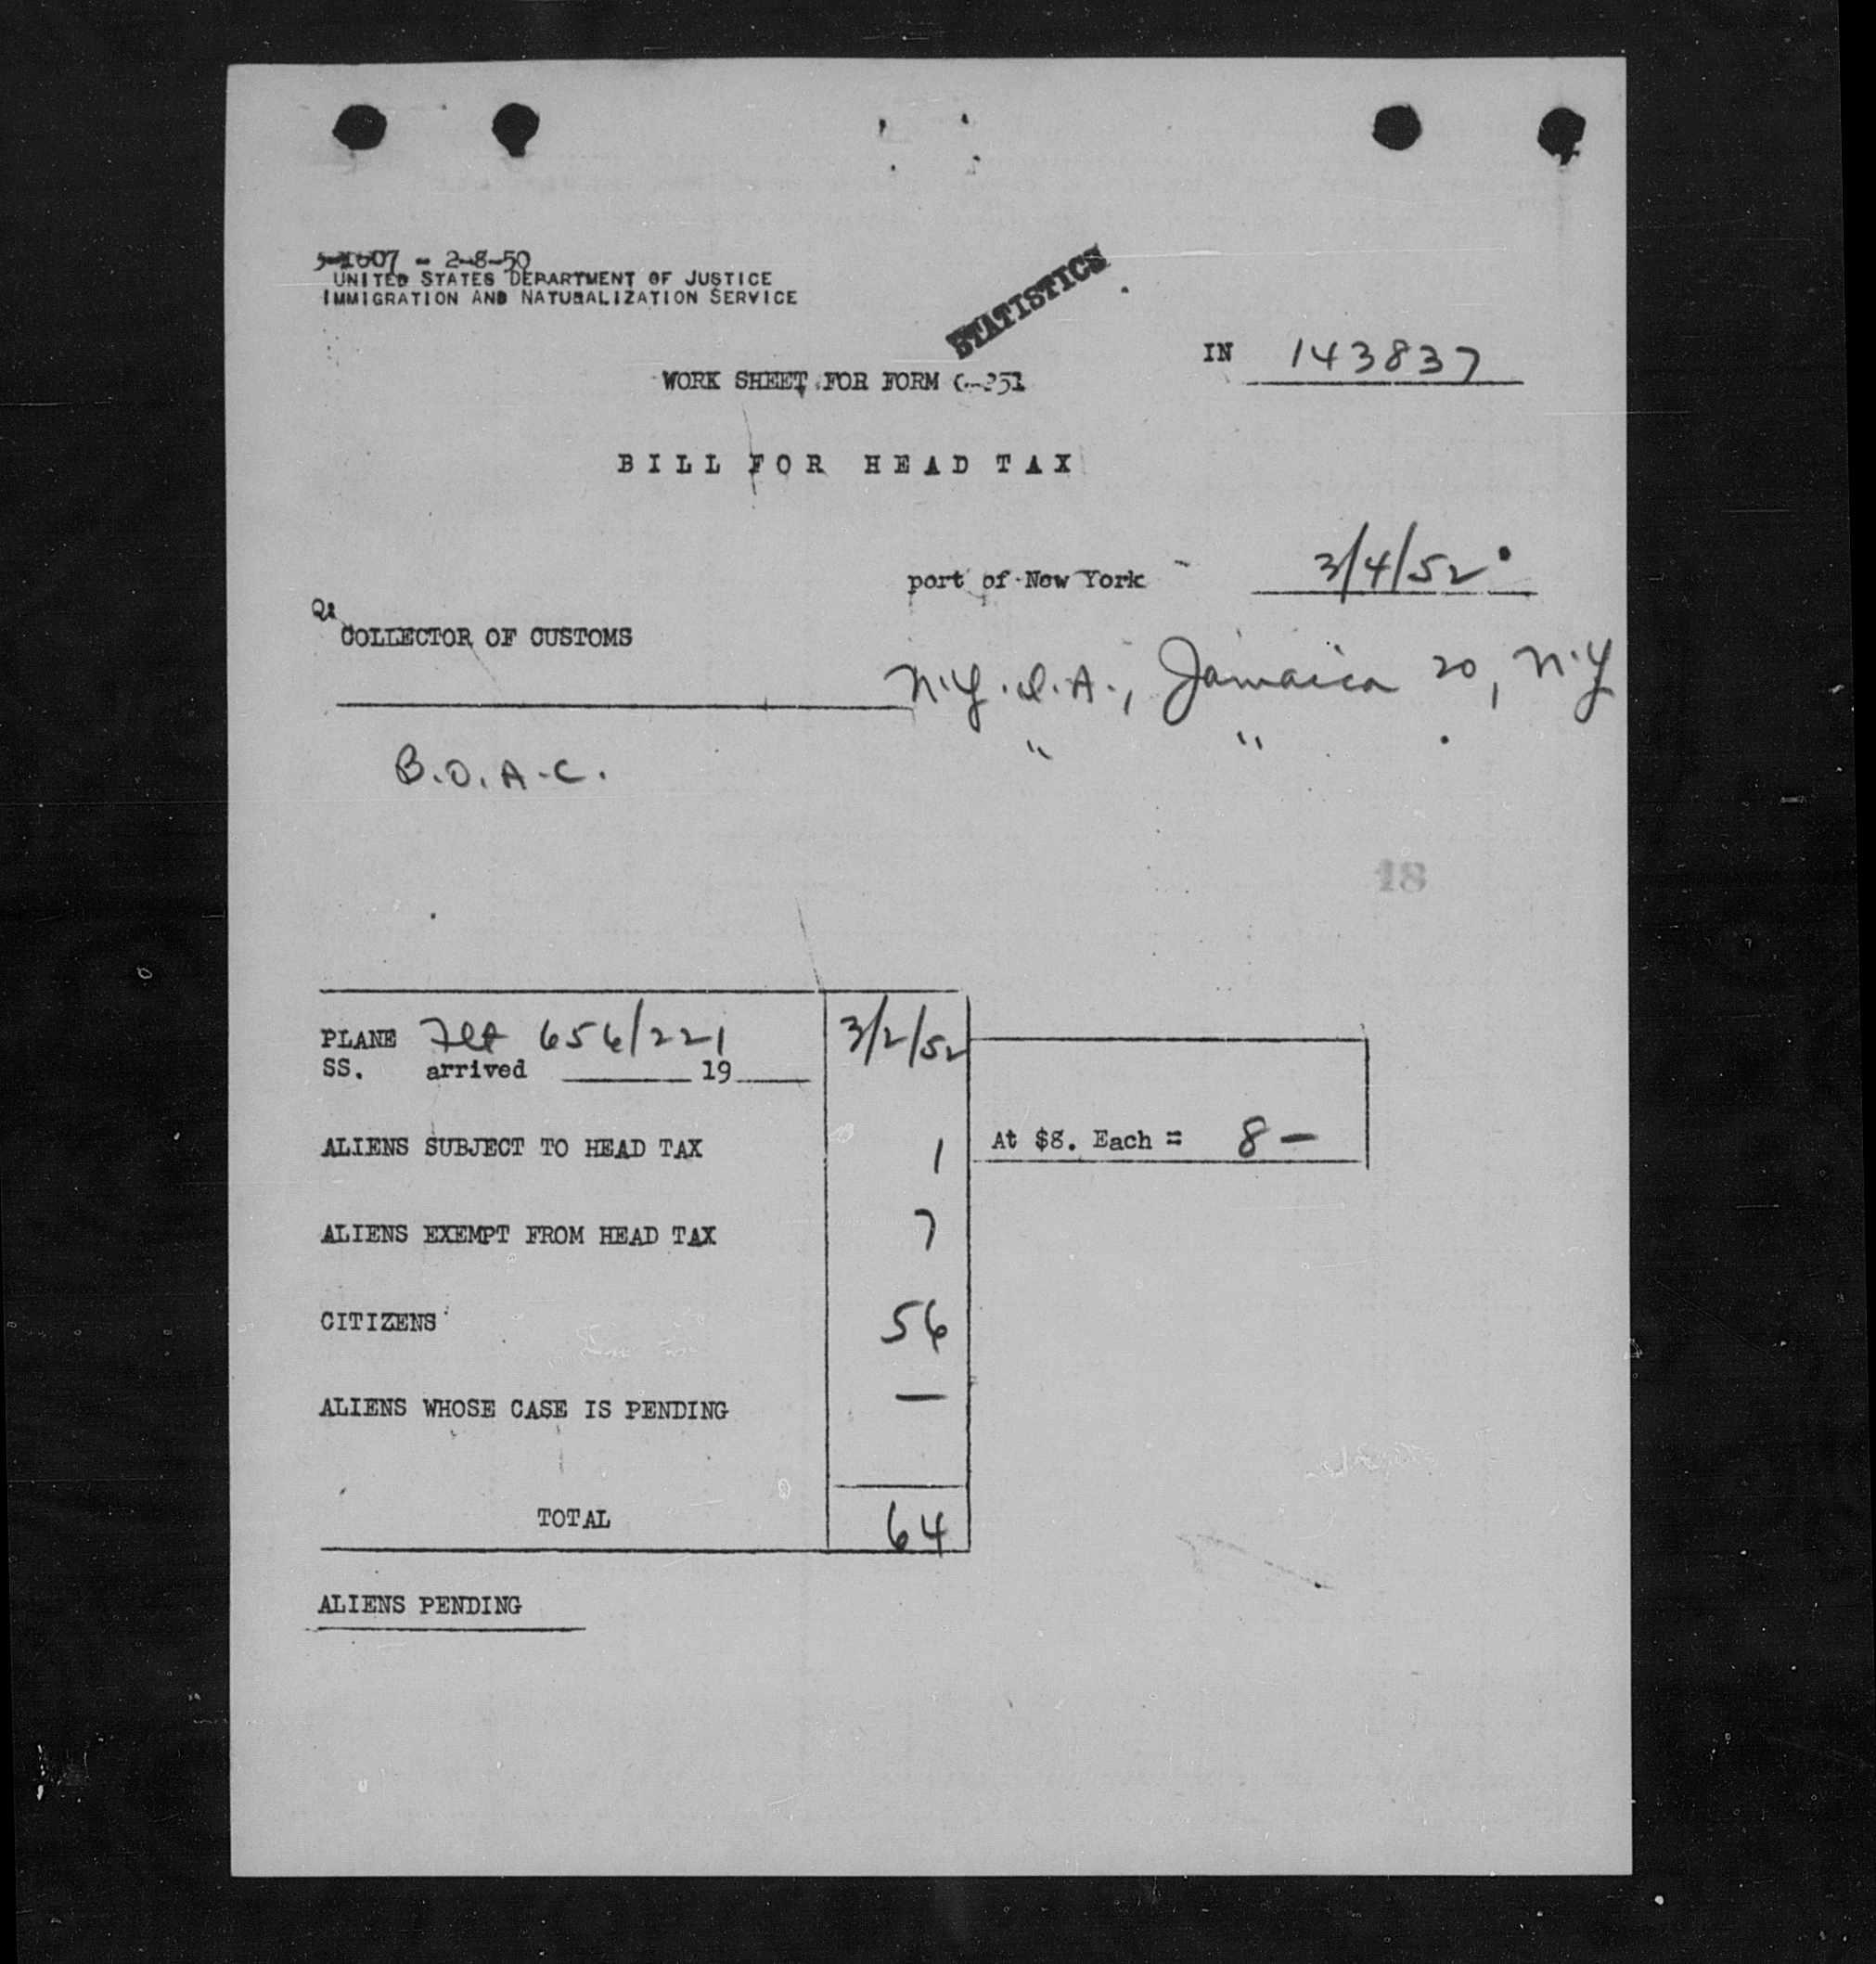 - 2-8-50
UNITED STATES DEPARTMENT OF JUSTICE
IMMIGRATION AND NATURALIZATION SERVICE
STATISTICS
IN 143837
WORK SHEET FOR FORM G-251
BILL FOR HEAD TAX
port of New York 3/4/52
COLLECTOR OF CUSTOMS
N.Y.I.A., Jamaica 20, N.Y
B.O.A.C. " "
18
PLANE Flt 656/221 3/2/52
SS. arrived ______ 19____
ALIENS SUBJECT TO HEAD TAX 1 At $8. Each = 8 —
ALIENS EXEMPT FROM HEAD TAX 7
CITIZENS 56
ALIENS WHOSE CASE IS PENDING —
TOTAL 64
ALIENS PENDING